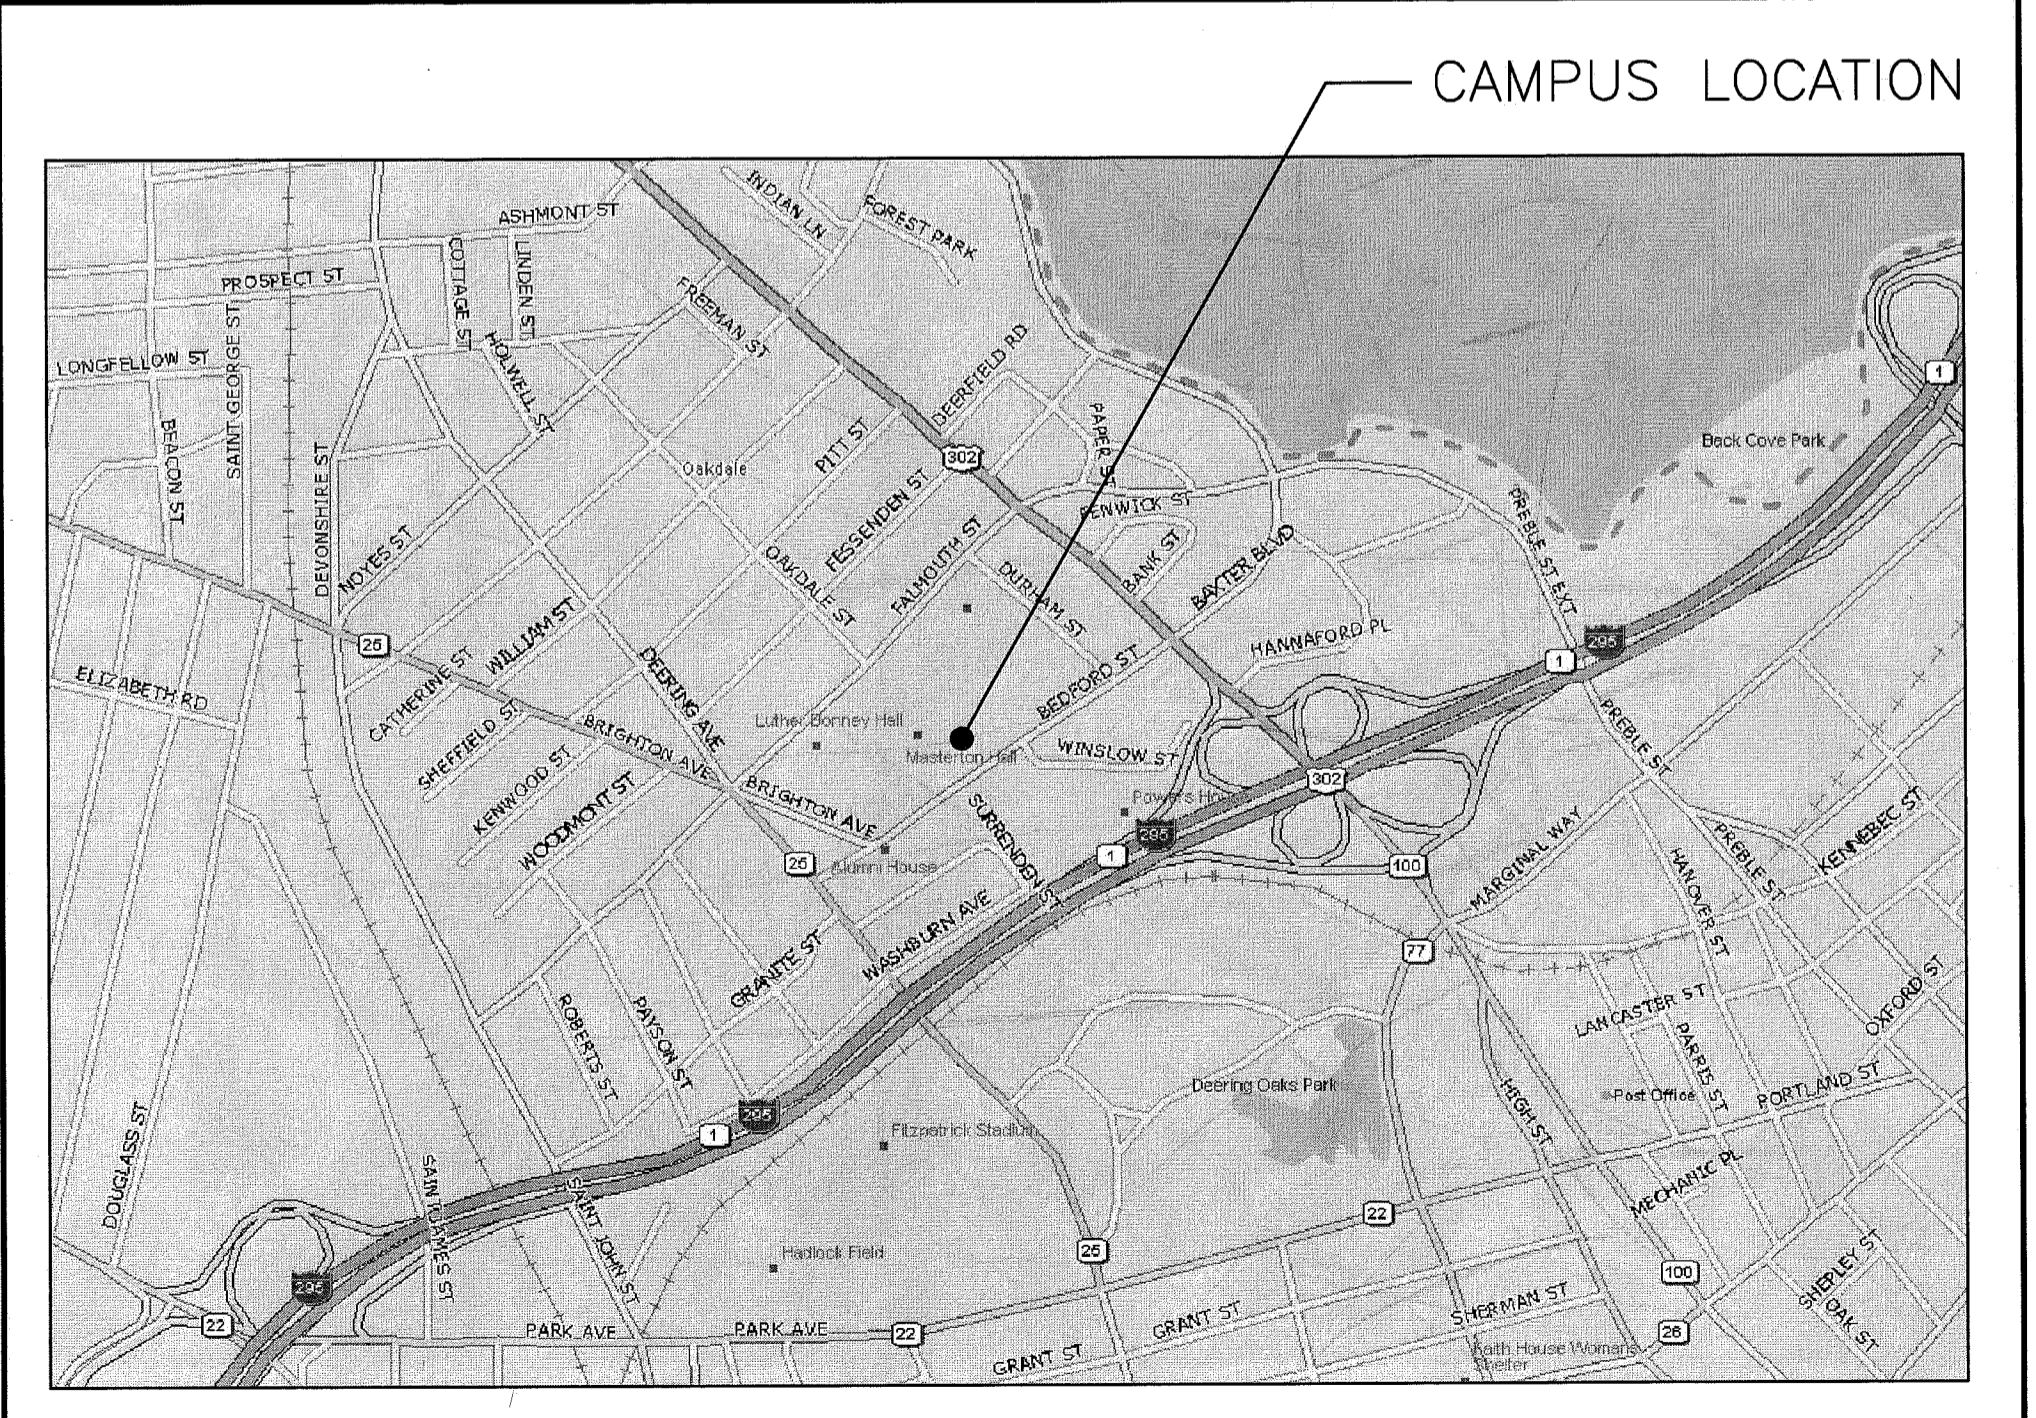 CAMPUS LOCATION
INDIAN LN
FOREST PARK
ASHMONT ST
PROSPECT ST
COTTAGE ST
LINDEN ST
FREEMAN ST
LONGFELLOW ST
SAINT GEORGE ST
HOLWELL ST
DEERFIELD RD
1
BEACON ST
PITT ST
PAPER ST
Back Cove Park
302
Oakdale
DEVONSHIRE ST
FESSENDEN ST
FENWICK ST
PREBLE ST EXT
NOYES ST
OAKDALE ST
FALMOUTH ST
DURHAM ST
BANK ST
BAXTER BLVD
25
WILLIAM ST
HANNAFORD PL
295
1
CATHERINE ST
DEERING AVE
BEDFORD ST
ELIZABETH RD
SHEFFIELD ST
BRIGHTON AVE
Luther Bonney Hall
Masterton Hall
WINSLOW ST
PREBLE ST
302
KENWOOD ST
WOODMONT ST
BRIGHTON AVE
SURRENDEN ST
295
1
25
Alumni House
100
MARGINAL WAY
HANOVER ST
PREBLE ST
KENNEBEC ST
WASHBURN AVE
GRANITE ST
77
ROBERTS ST
PAYSON ST
LANCASTER ST
PARRIS ST
OXFORD ST
Deering Oaks Park
Post Office
PORTLAND ST
HIGH ST
295
1
Fitzpatrick Stadium
DOUGLASS ST
SAINT JAMES ST
SAINT JOHN ST
MECHANIC PL
22
25
Hadlock Field
100
SHEPLEY ST
OAK ST
295
22
PARK AVE
PARK AVE
22
GRANT ST
GRANT ST
SHERMAN ST
26
Faith House Womans
Shelter